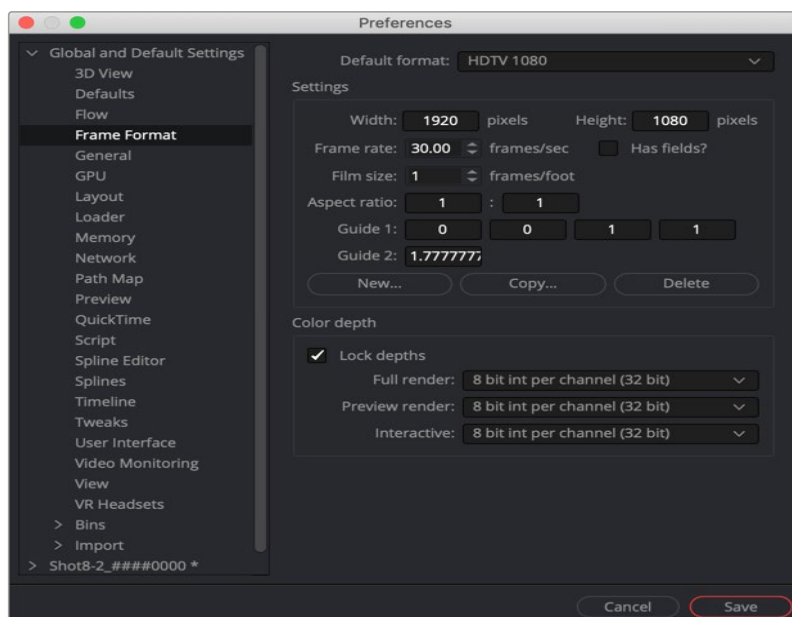 Preferences
Global and Default Settings
3D View
Defaults
Flow
Frame Format
General
GPU
Layout
Loader
Memory
Network
Path Map
Preview
QuickTime
Script
Spline Editor
Splines
Timeline
Tweaks
User Interface
Video Monitoring
View
VR Headsets
> Bins
> Import
> Shot8-2_####0000 *
Default format: HDTV 1080
Settings
Width: 1920 pixels Height: 1080 pixels
Frame rate: 30.00 frames/sec Has fields?
Film size: 1 frames/foot
Aspect ratio: 1 : 1
Guide 1: 0 0 1 1
Guide 2: 1.7777777
New... Copy... Delete
Color depth
Lock depths
Full render: 8 bit int per channel (32 bit)
Preview render: 8 bit int per channel (32 bit)
Interactive: 8 bit int per channel (32 bit)
Cancel Save